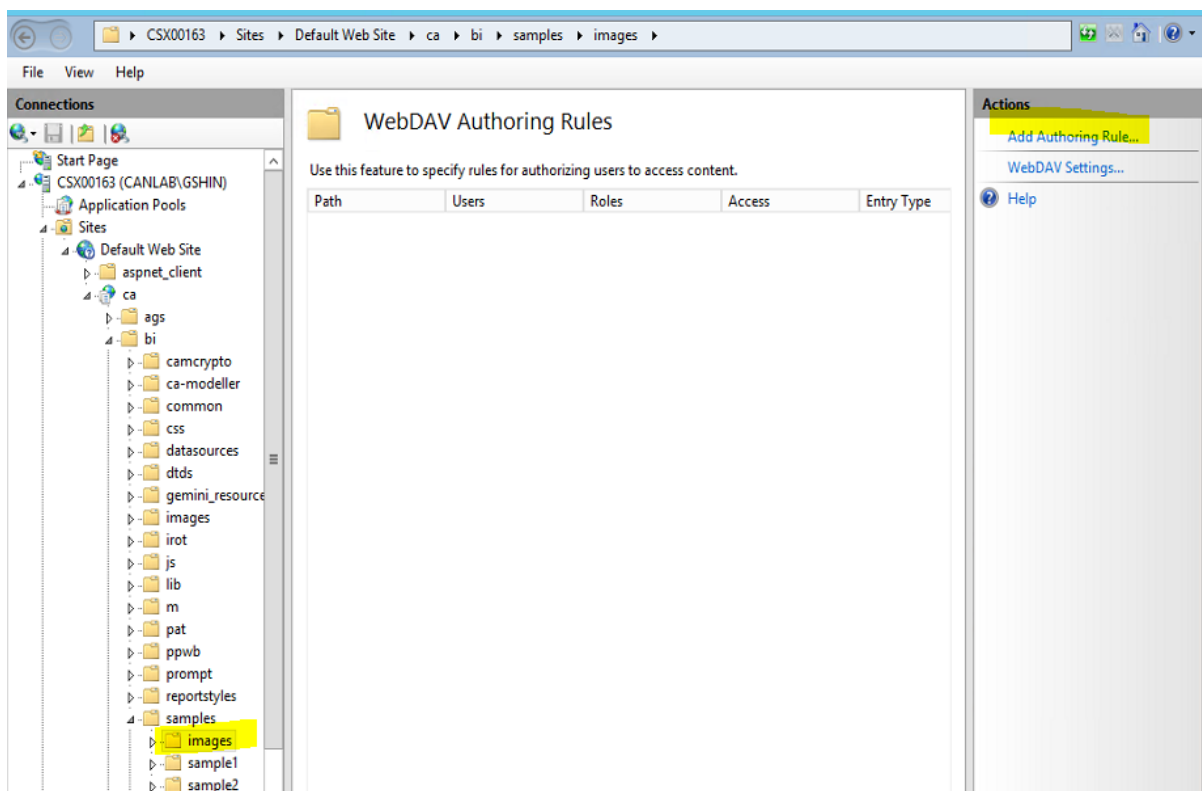 CSX00163 Sites Default Web Site ca bi samples images
File View Help
Connections
Start Page
CSX00163 (CANLAB\GSHIN)
Application Pools
Sites
Default Web Site
aspnet_client
ca
ags
bi
camcrypto
ca-modeller
common
css
datasources
dtds
gemini_resource
images
irot
js
lib
m
pat
ppwb
prompt
reportstyles
samples
images
sample1
sample2
WebDAV Authoring Rules
Use this feature to specify rules for authorizing users to access content.
Path Users Roles Access Entry Type
Actions
Add Authoring Rule...
WebDAV Settings...
Help